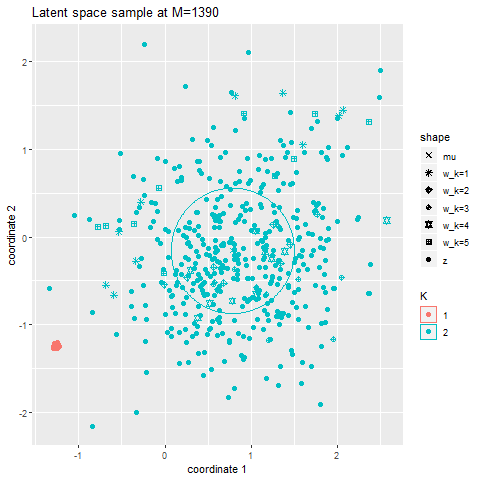 Latent space sample at M=1390
coordinate 2
2
1
0
-1
-2
-1
0
1
2
coordinate 1
shape
mu
w_k=1
w_k=2
w_k=3
w_k=4
w_k=5
z
K
1
2